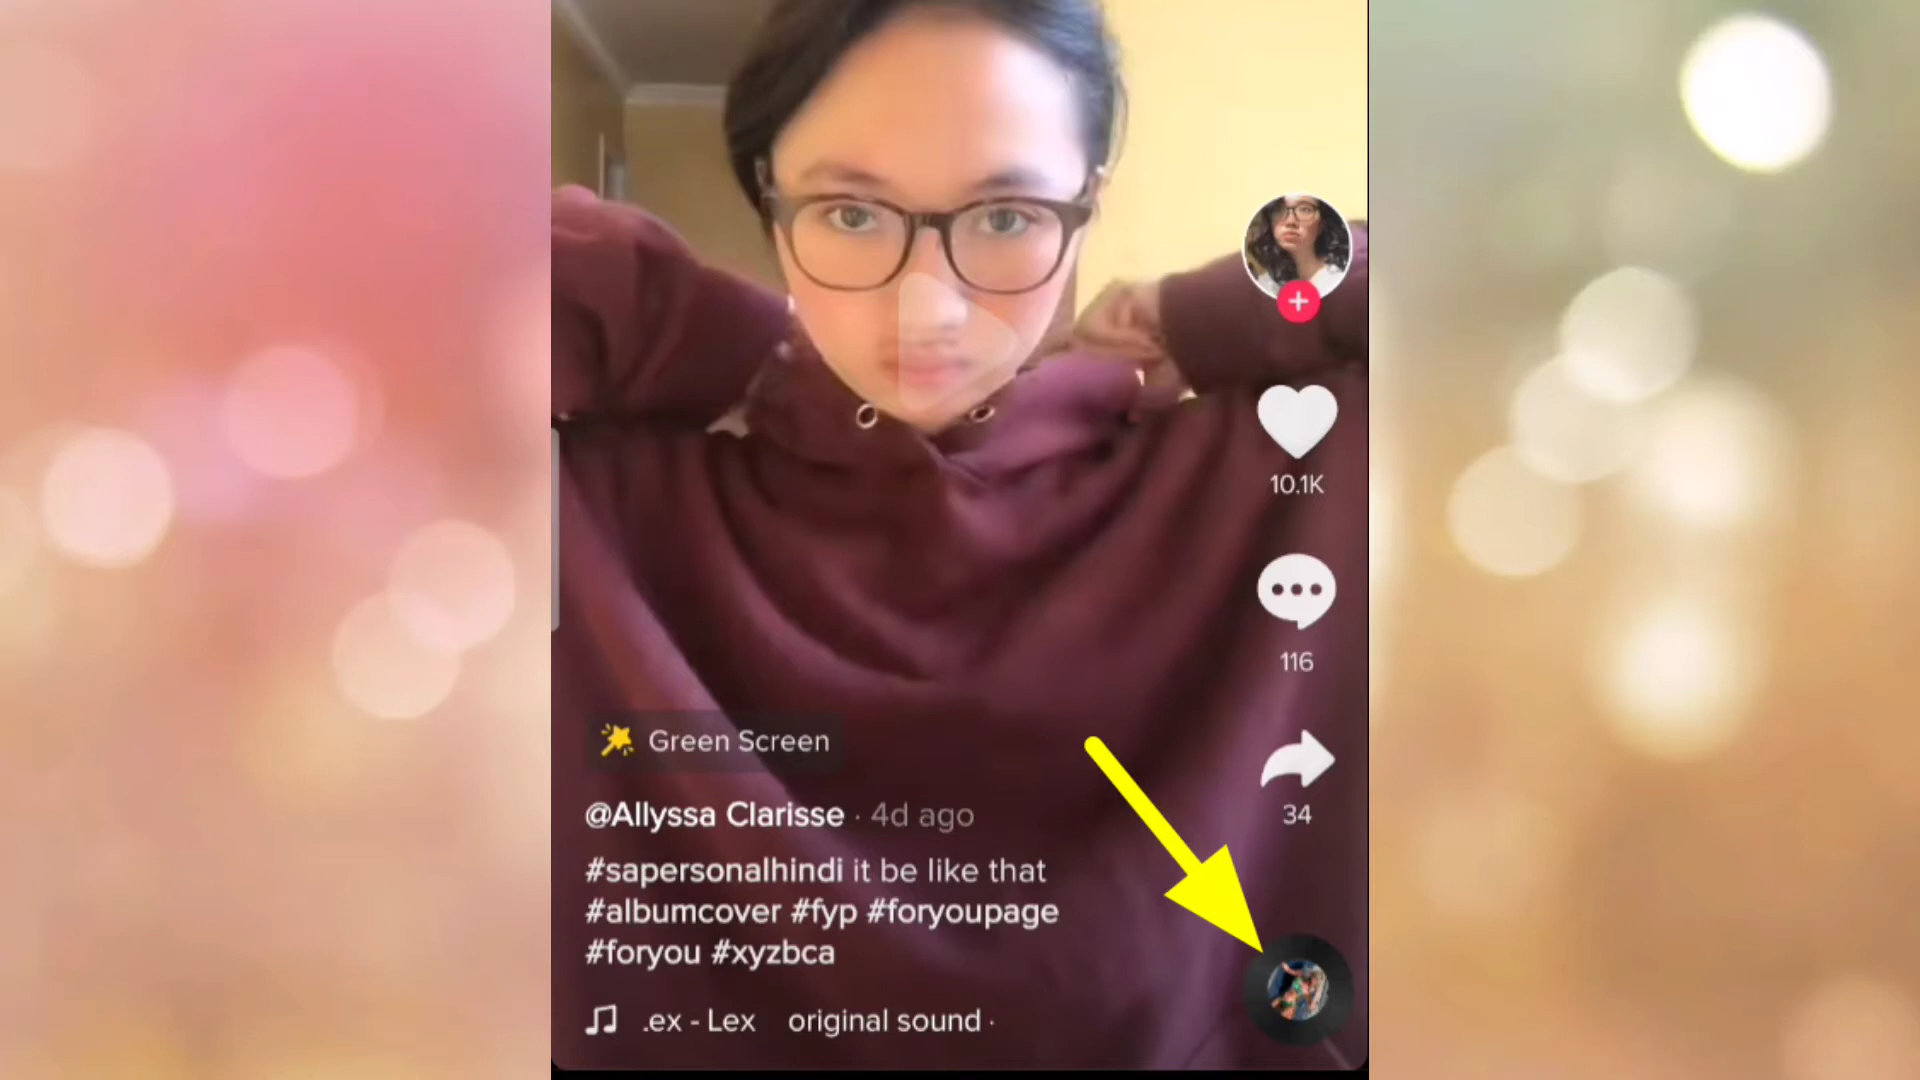 10.1K
116
34
Green Screen
@Allyssa Clarisse · 4d ago
#sapersonalhindi it be like that
#albumcover #fyp #foryoupage
#foryou #xyzbca
.ex - Lex original sound ·